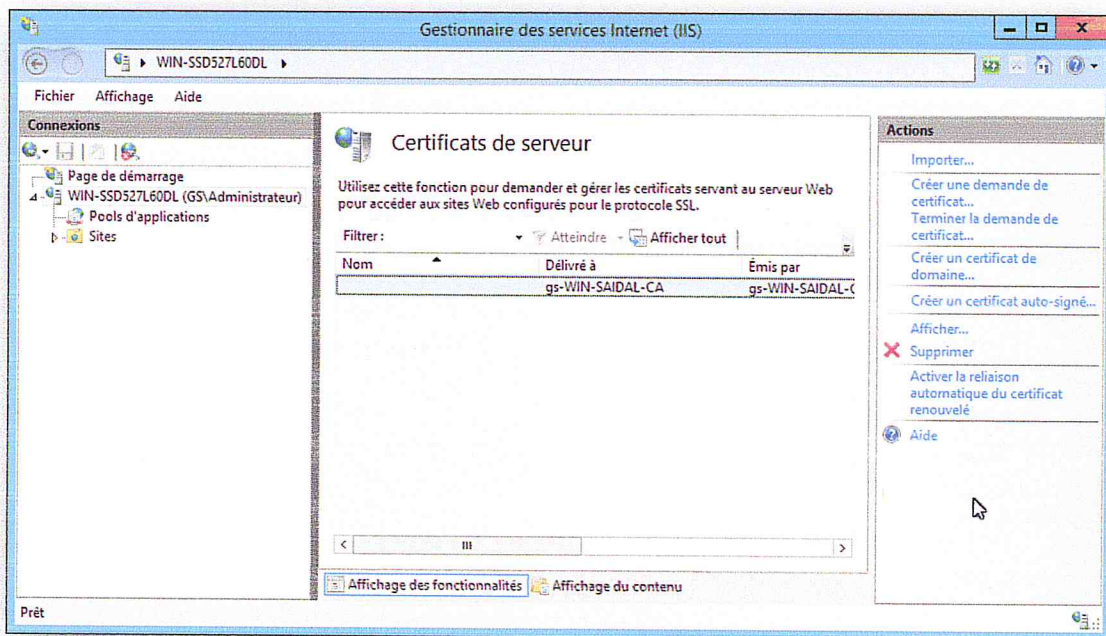 Gestionnaire des services Internet (IIS)
WIN-SSD527L60DL
Fichier Affichage Aide
Connexions
Page de démarrage
WIN-SSD527L60DL (GS\Administrateur)
Pools d'applications
Sites
Certificats de serveur
Utilisez cette fonction pour demander et gérer les certificats servant au serveur Web
pour accéder aux sites Web configurés pour le protocole SSL.
Filtrer : Atteindre Afficher tout
Nom Délivré à Émis par
gs-WIN-SAIDAL-CA gs-WIN-SAIDAL-C
Affichage des fonctionnalités Affichage du contenu
Actions
Importer...
Créer une demande de
certificat...
Terminer la demande de
certificat...
Créer un certificat de
domaine...
Créer un certificat auto-signé...
Afficher...
Supprimer
Activer la reliaison
automatique du certificat
renouvelé
Aide
Prêt